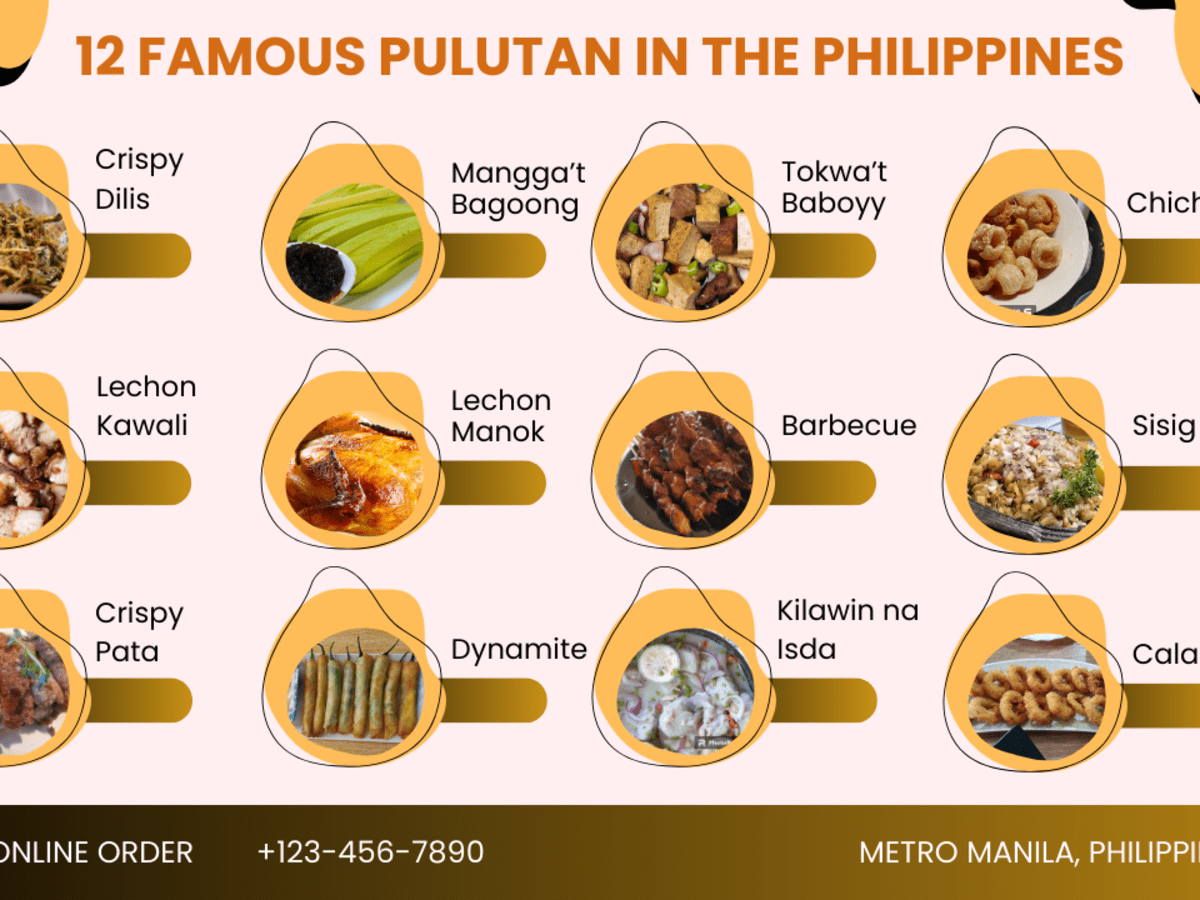 12 FAMOUS PULUTAN IN THE PHILIPPINES
Crispy
Dilis
Mangga't
Bagoong
Tokwa't
Baboyy
Chich
Lechon
Kawali
Lechon
Manok
Barbecue
Sisig
Crispy
Pata
Dynamite
Kilawin na
Isda
Cala
ONLINE ORDER
+123-456-7890
METRO MANILA, PHILIPPI